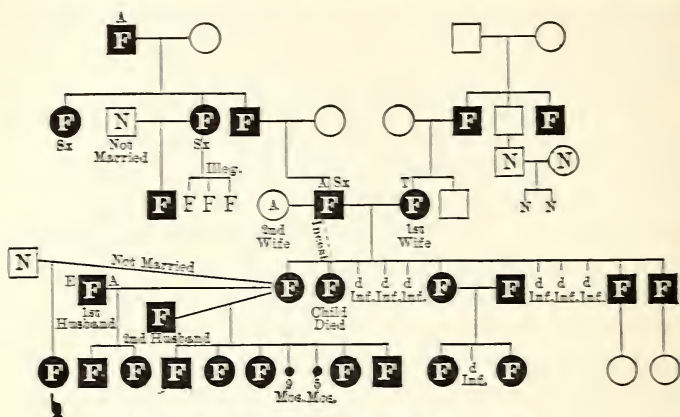 A
F
F F F F F
Sx N Sx
Not Married
N N
Illeg.
F F F F
N N
A Sx T
A F F
2nd Wife
Incest
1st Wife
N
Not Married
E F A
1st Husband
F
2nd Husband
F F d d d F F d d d F F
Inf. Inf. Inf. Inf. Inf. Inf.
Child Died
F F F F F F 9 5 F F F d F
Mos. Mos. Inf.